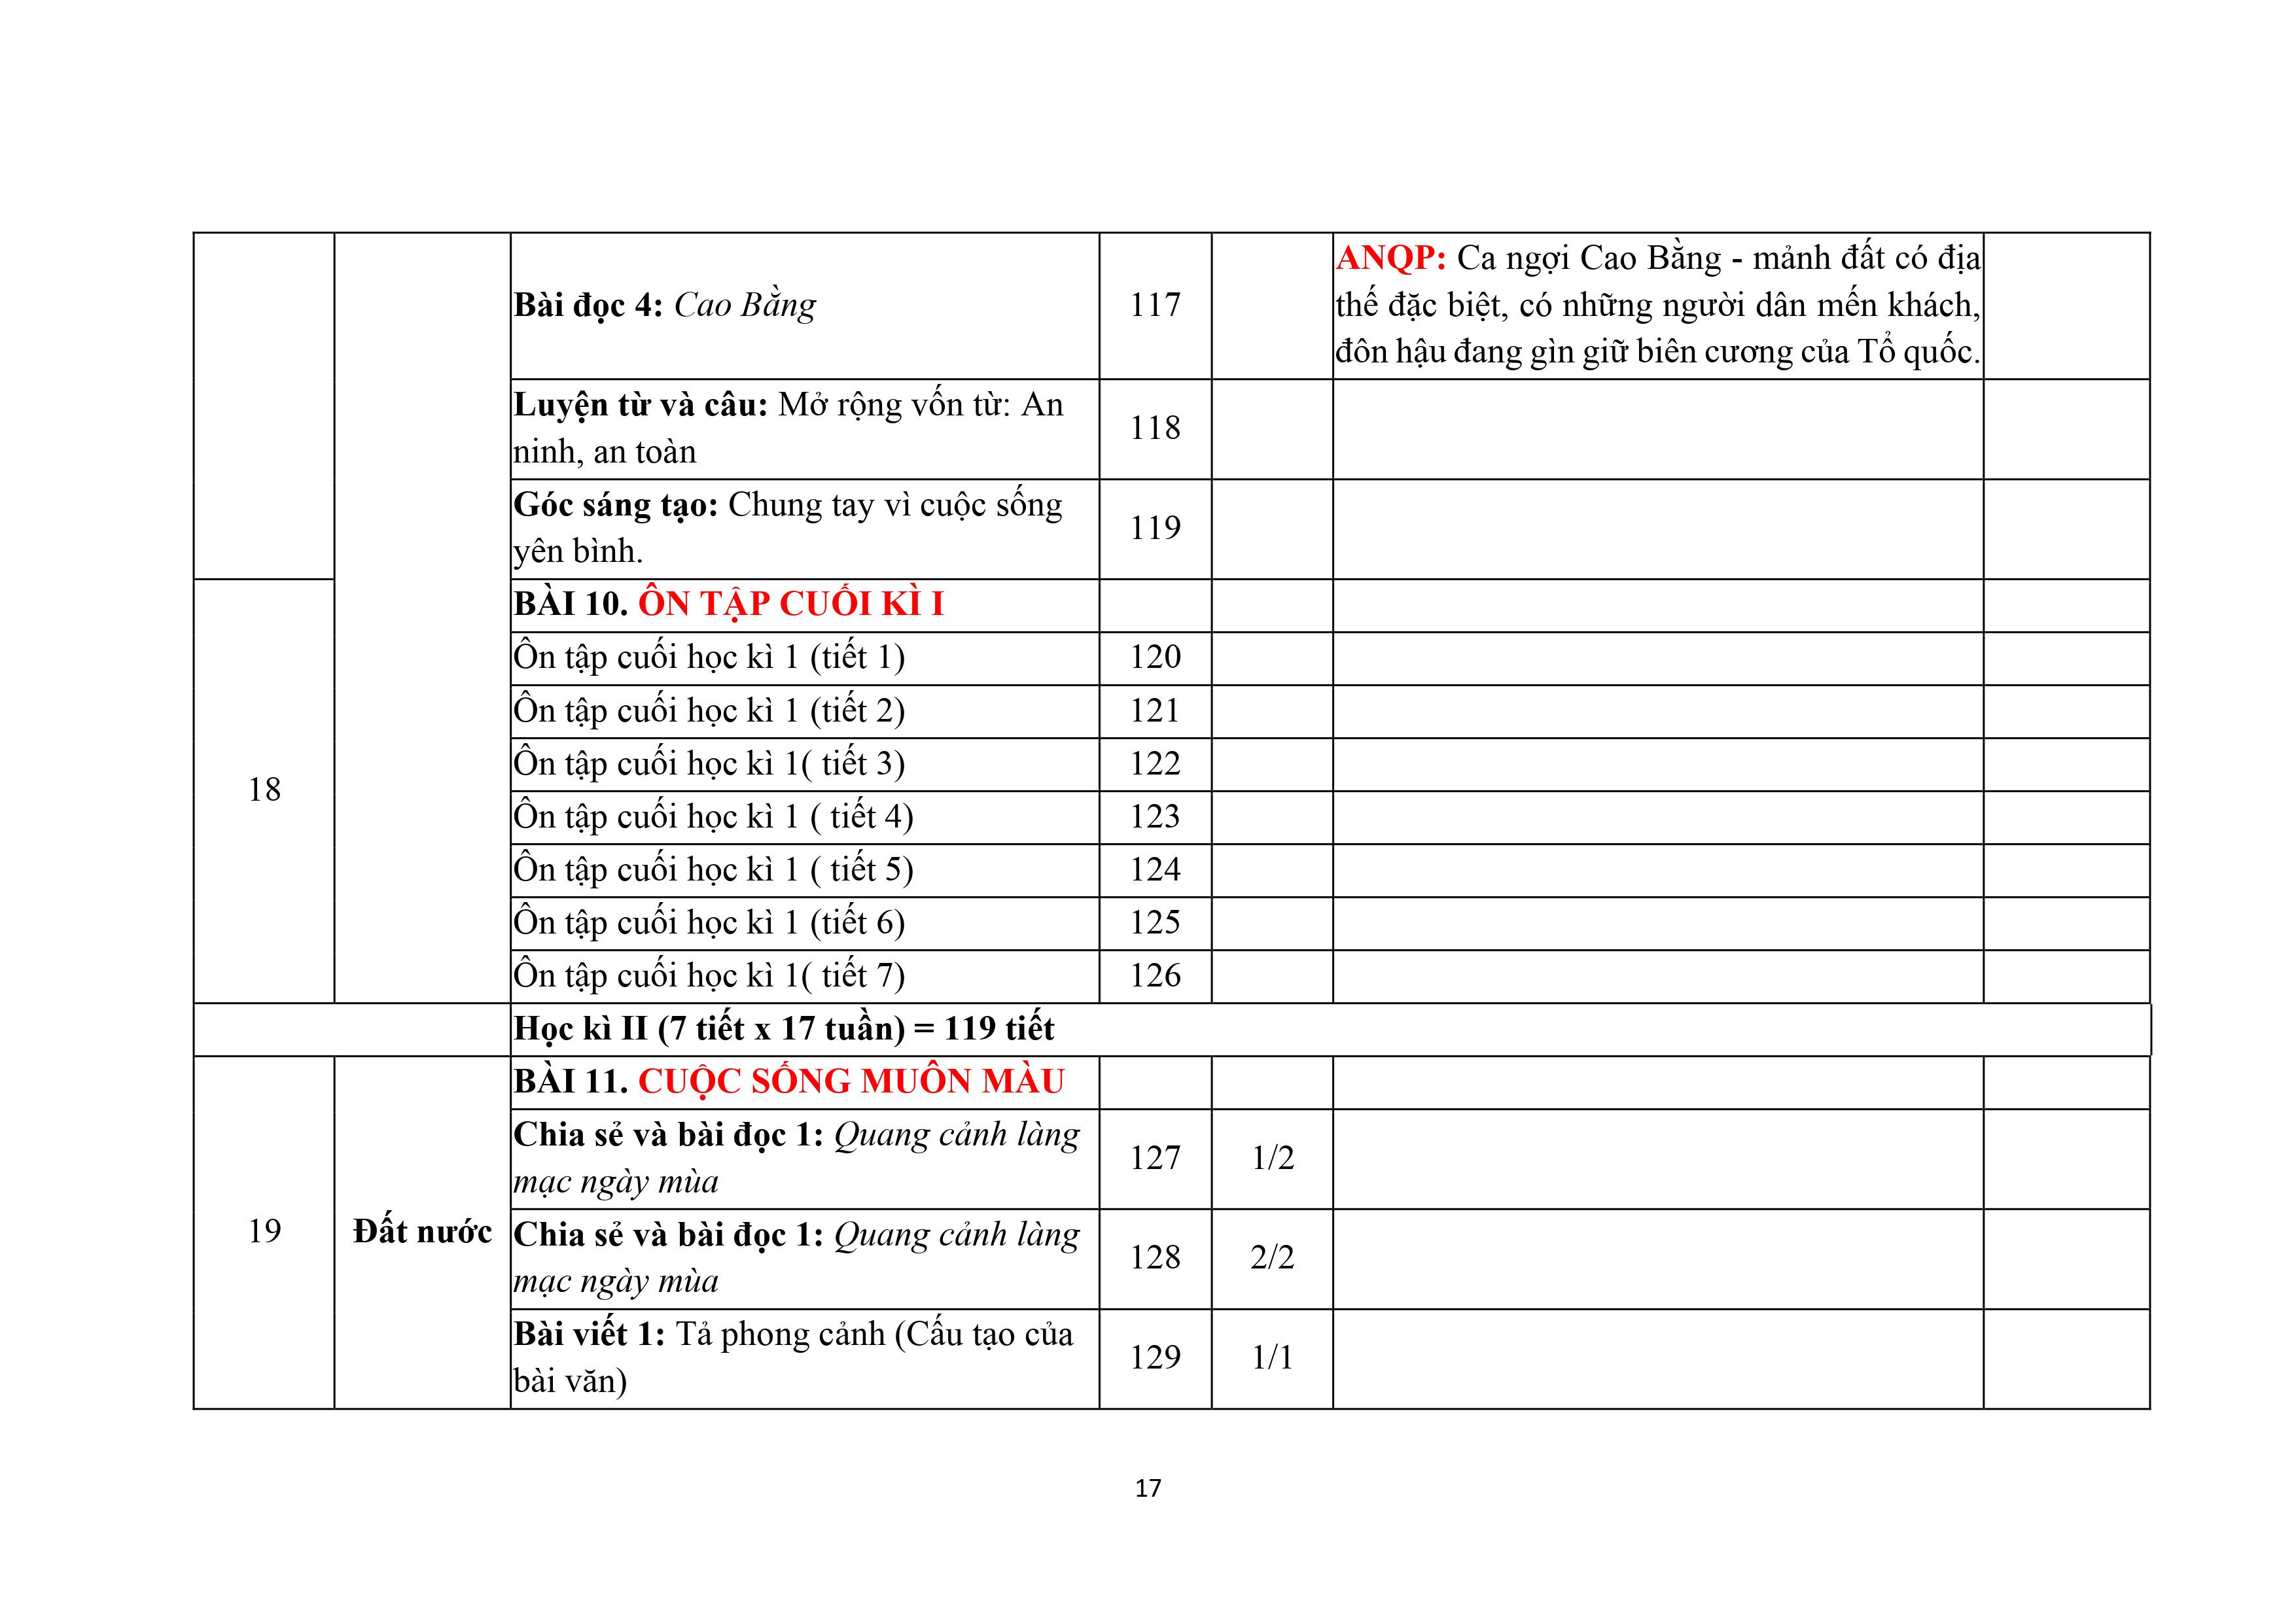 ANQP: Ca ngợi Cao Bằng - mảnh đất có địa
Bài đọc 4: Cao Bằng 117 thế đặc biệt, có những người dân mến khách,
đôn hậu đang gìn giữ biên cương của Tổ quốc.
Luyện từ và câu: Mở rộng vốn từ: An
ninh, an toàn
118
Góc sáng tạo: Chung tay vì cuộc sống
yên bình.
119
18
BÀI 10. ÔN TẬP CUỐI KÌ I
Ôn tập cuối học kì 1 (tiết 1) 120
Ôn tập cuối học kì 1 (tiết 2) 121
Ôn tập cuối học kì 1( tiết 3) 122
Ôn tập cuối học kì 1 ( tiết 4) 123
Ôn tập cuối học kì 1 ( tiết 5) 124
Ôn tập cuối học kì 1 (tiết 6) 125
Ôn tập cuối học kì 1( tiết 7) 126
Học kì II (7 tiết x 17 tuần) = 119 tiết
19 Đất nước
BÀI 11. CUỘC SỐNG MUÔN MÀU
Chia sẻ và bài đọc 1: Quang cảnh làng
mạc ngày mùa
127 1/2
Chia sẻ và bài đọc 1: Quang cảnh làng
mạc ngày mùa
128 2/2
Bài viết 1: Tả phong cảnh (Cấu tạo của
bài văn)
129 1/1
17